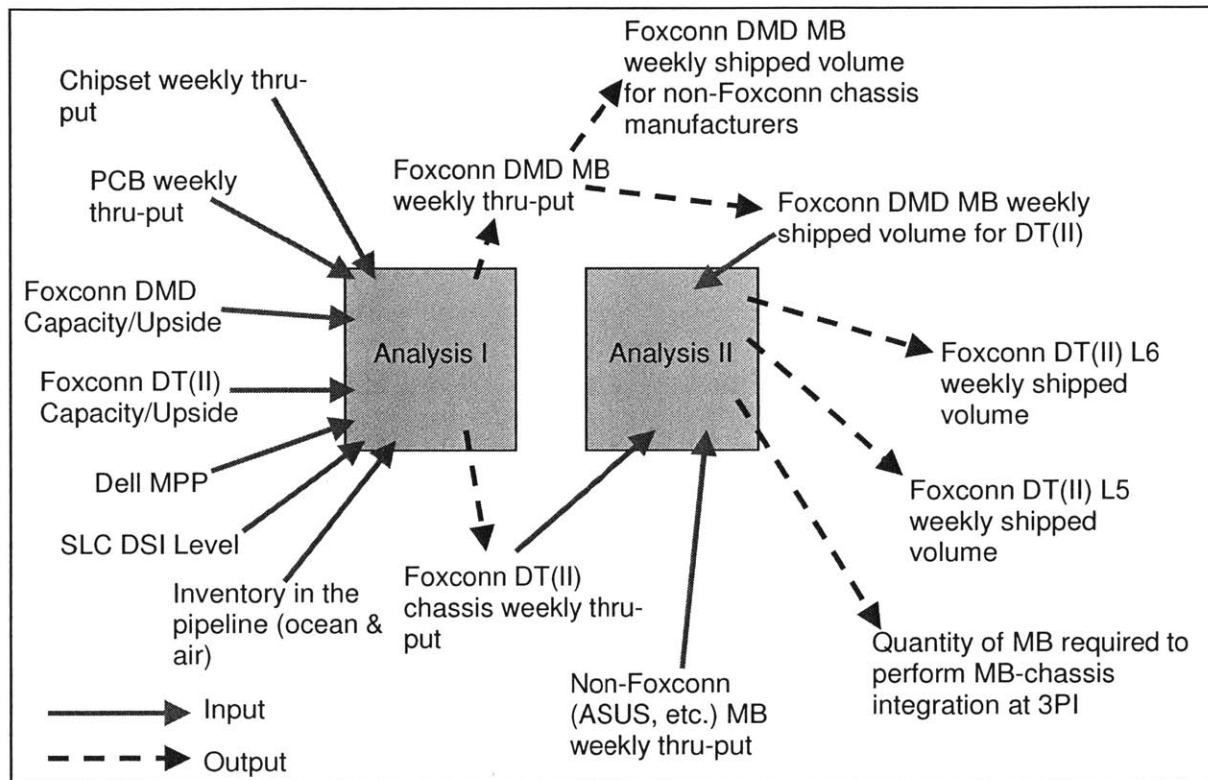 Foxconn DMD MB
weekly shipped volume
for non-Foxconn chassis
manufacturers
Chipset weekly thru-
put
PCB weekly
thru-put
Foxconn DMD MB
weekly thru-put
Foxconn DMD MB weekly
shipped volume for DT(II)
Foxconn DMD
Capacity/Upside
Analysis I
Analysis II
Foxconn DT(II) L6
weekly shipped
volume
Foxconn DT(II)
Capacity/Upside
Dell MPP
Foxconn DT(II) L5
weekly shipped
volume
SLC DSI Level
Inventory in the
pipeline (ocean &
air)
Foxconn DT(II)
chassis weekly thru-
put
Quantity of MB required to
perform MB-chassis
integration at 3PI
Non-Foxconn
(ASUS, etc.) MB
weekly thru-put
Input
Output